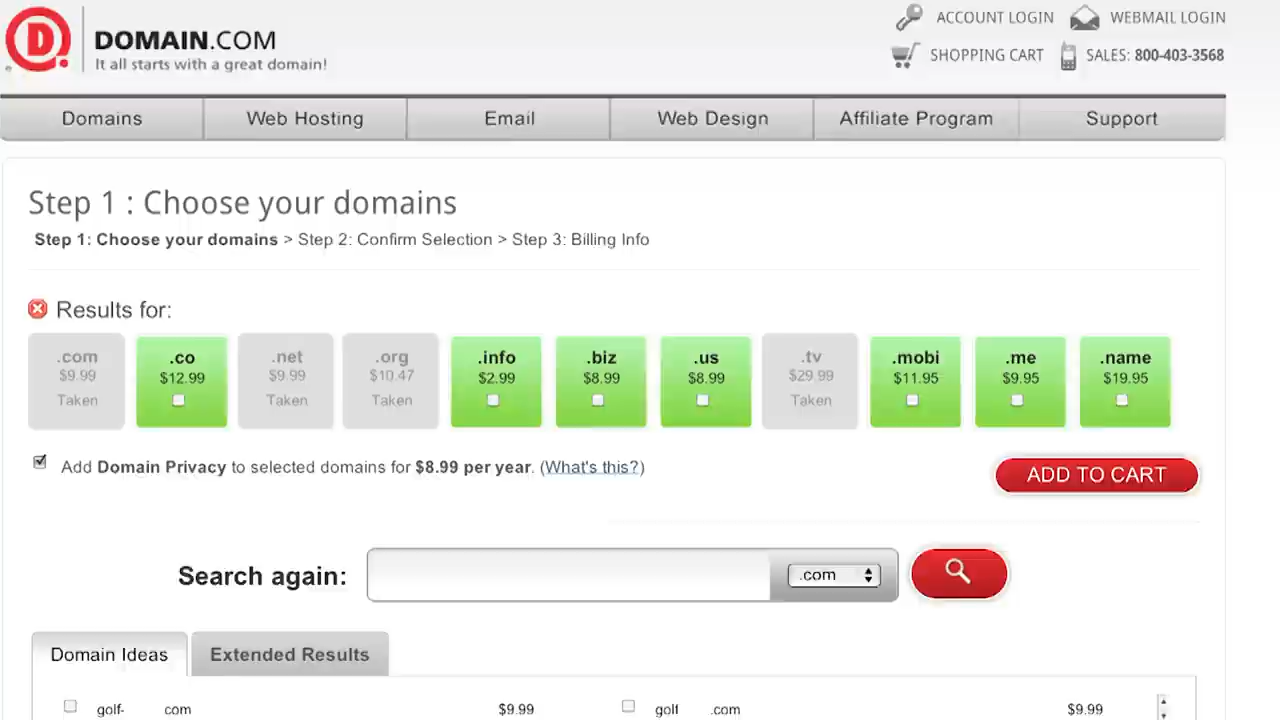 DOMAIN.COM
It all starts with a great domain!
ACCOUNT LOGIN
WEBMAIL LOGIN
SHOPPING CART
SALES: 800-403-3568
Domains
Web Hosting
Email
Web Design
Affiliate Program
Support
Step 1 : Choose your domains
Step 1: Choose your domains > Step 2: Confirm Selection > Step 3: Billing Info
Results for:
.com
$9.99
Taken
.co
$12.99
.net
$9.99
Taken
.org
$10.47
Taken
.info
$2.99
.biz
$8.99
.us
$8.99
.tv
$29.99
Taken
.mobi
$11.95
.me
$9.95
.name
$19.95
Add Domain Privacy to selected domains for $8.99 per year. (What's this?)
ADD TO CART
Search again:
.com
Domain Ideas
Extended Results
golf- com $9.99
golf .com $9.99